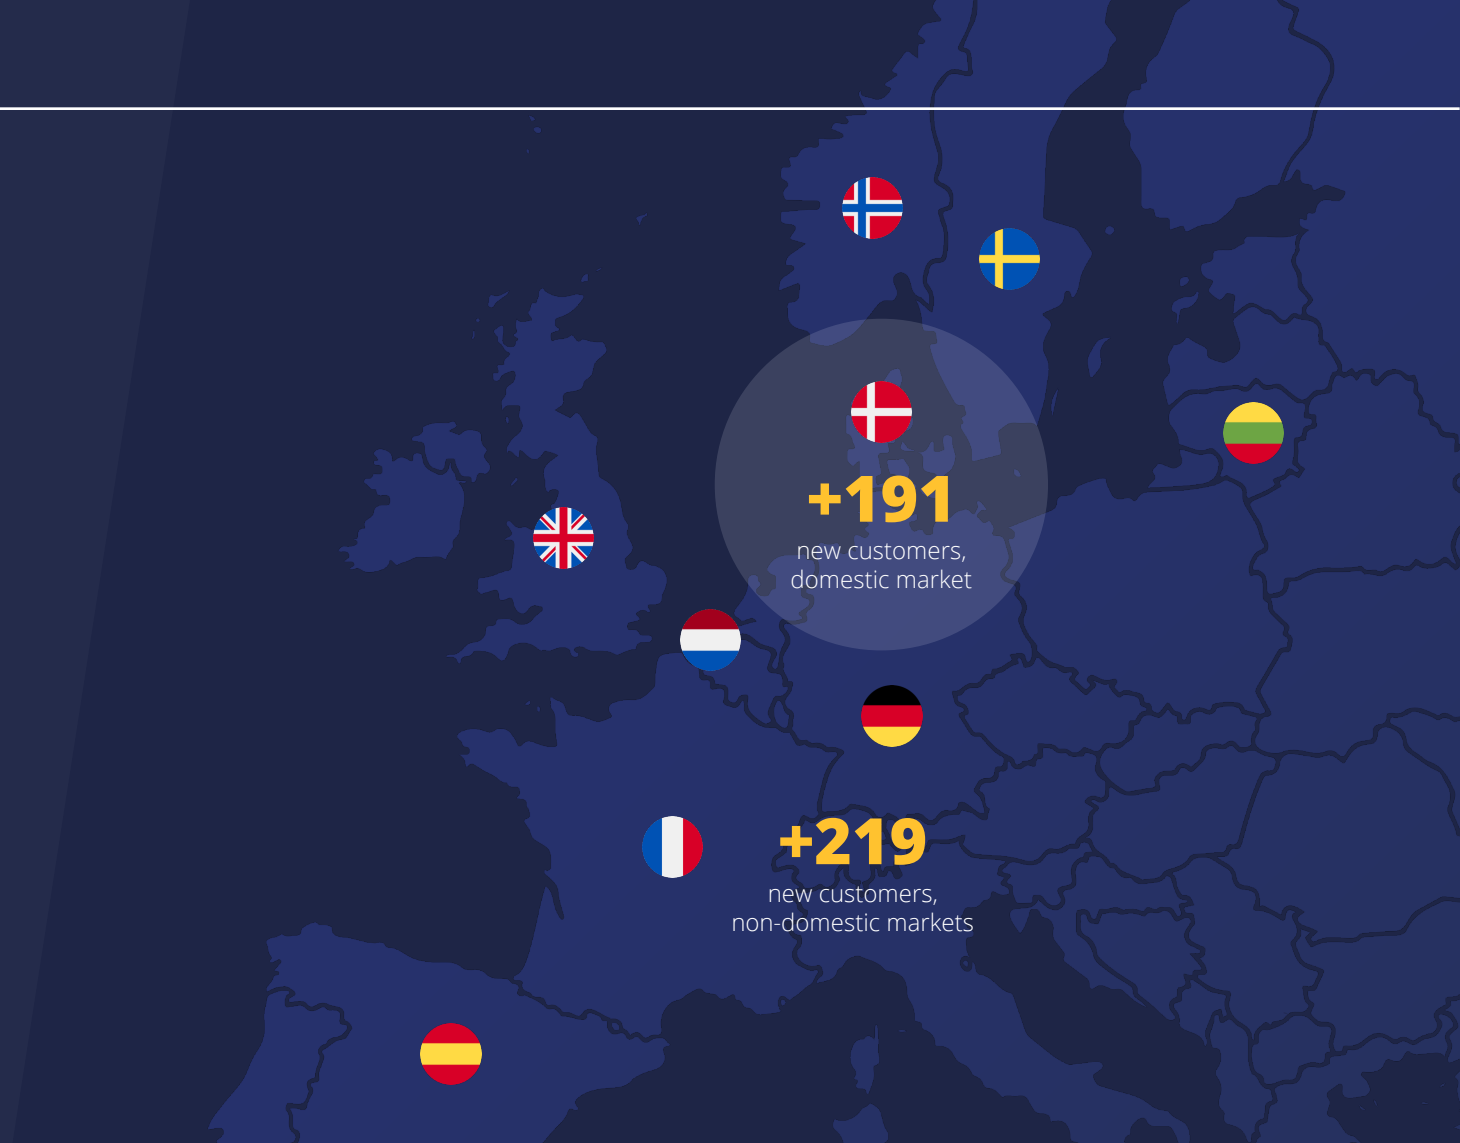 +191
new customers,
domestic market
+219
new customers,
non-domestic markets